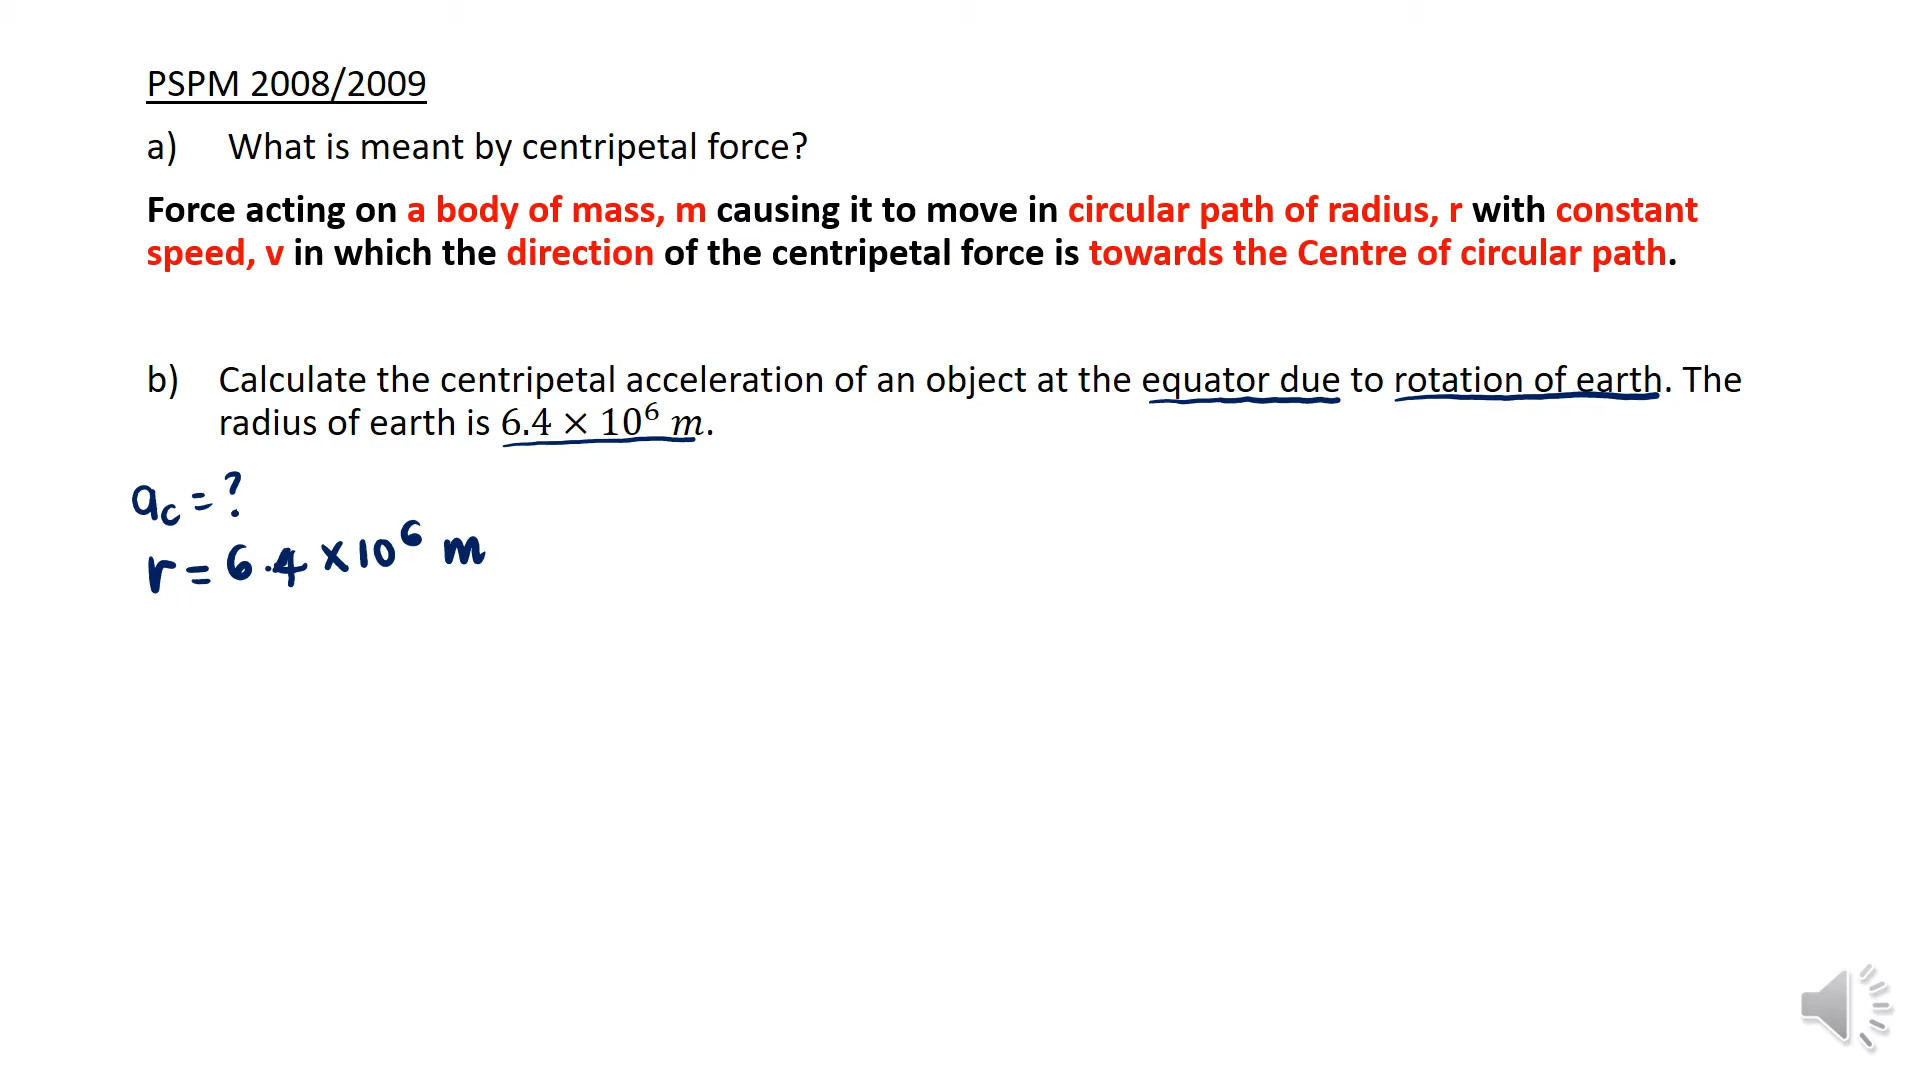 PSPM 2008/2009
a) What is meant by centripetal force?
Force acting on a body of mass, m causing it to move in circular path of radius, r with constant
speed, v in which the direction of the centripetal force is towards the Centre of circular path.
b) Calculate the centripetal acceleration of an object at the equator due to rotation of earth. The
radius of earth is 6.4 × 10⁶ m.
a_c = ?
r = 6.4 × 10⁶ m